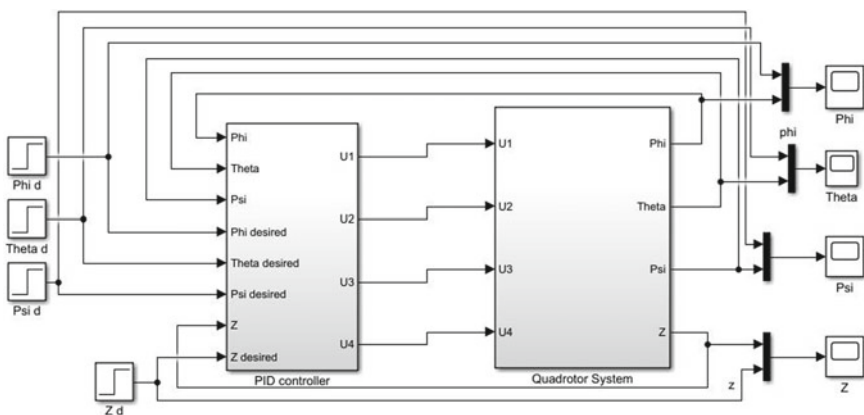 Phi d
Theta d
Psi d
Z d
Phi
Theta
Psi
Phi desired
Theta desired
Psi desired
Z
Z desired
U1
U2
U3
U4
PID controller
U1
U2
U3
U4
Phi
Theta
Psi
Z
Quadrotor System
phi
z
Phi
Theta
Psi
Z